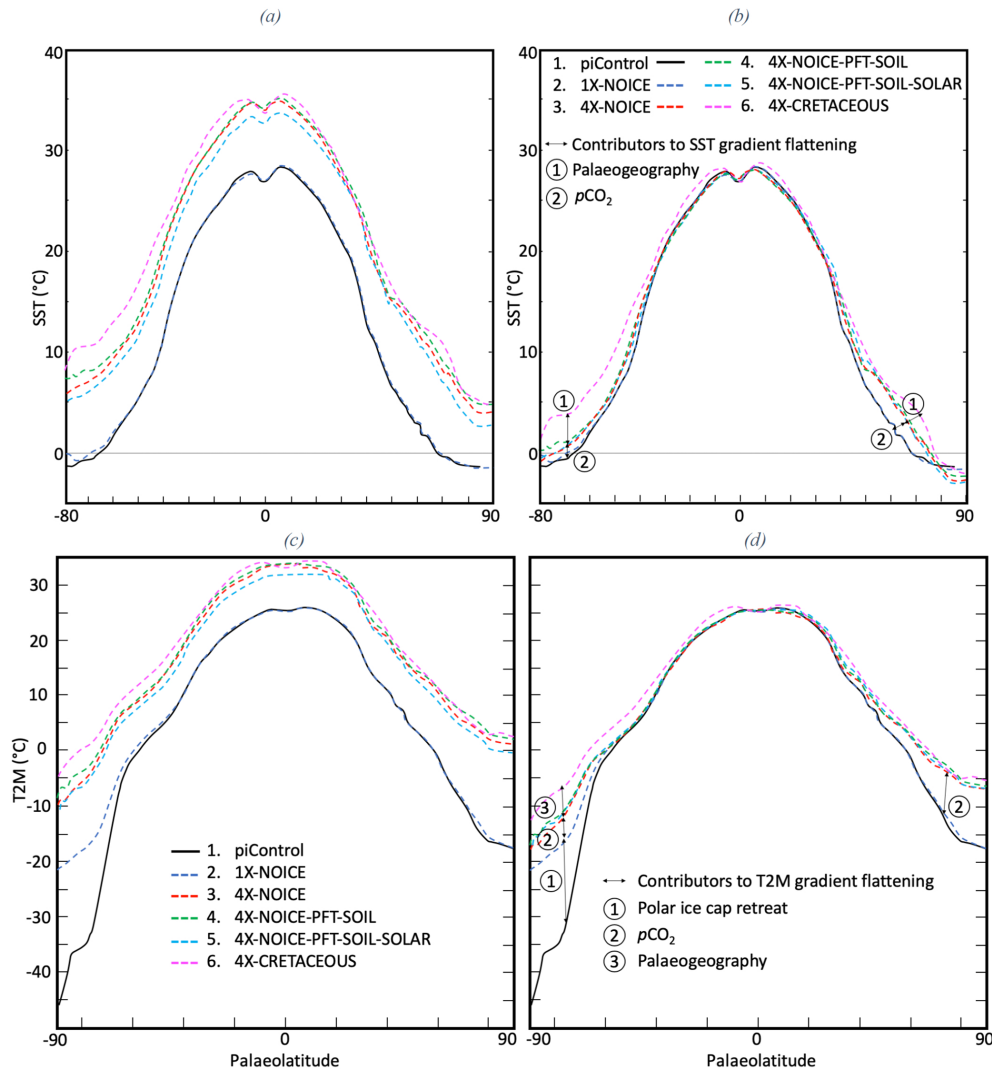 (a)
40
30
20
10
0
SST (°C)
-80
0
90
(b)
40
30
20
10
0
SST (°C)
-80
0
90
1. piControl
2. 1X-NOICE
3. 4X-NOICE
4. 4X-NOICE-PFT-SOIL
5. 4X-NOICE-PFT-SOIL-SOLAR
6. 4X-CRETACEOUS
Contributors to SST gradient flattening
1 Palaeogeography
2 pCO₂
1
2
1
2
(c)
30
20
10
0
-10
-20
-30
-40
T2M (°C)
1. piControl
2. 1X-NOICE
3. 4X-NOICE
4. 4X-NOICE-PFT-SOIL
5. 4X-NOICE-PFT-SOIL-SOLAR
6. 4X-CRETACEOUS
-90
0
90
Palaeolatitude
(d)
3
2
1
2
Contributors to T2M gradient flattening
1 Polar ice cap retreat
2 pCO₂
3 Palaeogeography
-90
0
90
Palaeolatitude